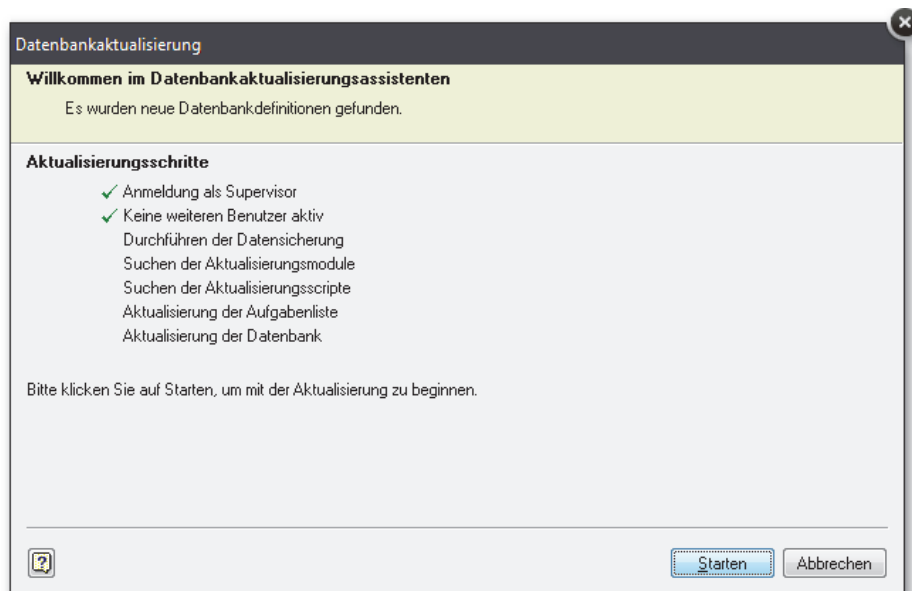 Datenbankaktualisierung
Willkommen im Datenbankaktualisierungsassistenten
Es wurden neue Datenbankdefinitionen gefunden.
Aktualisierungsschritte
Anmeldung als Supervisor
Keine weiteren Benutzer aktiv
Durchführen der Datensicherung
Suchen der Aktualisierungsmodule
Suchen der Aktualisierungsscripte
Aktualisierung der Aufgabenliste
Aktualisierung der Datenbank
Bitte klicken Sie auf Starten, um mit der Aktualisierung zu beginnen.
Starten Abbrechen